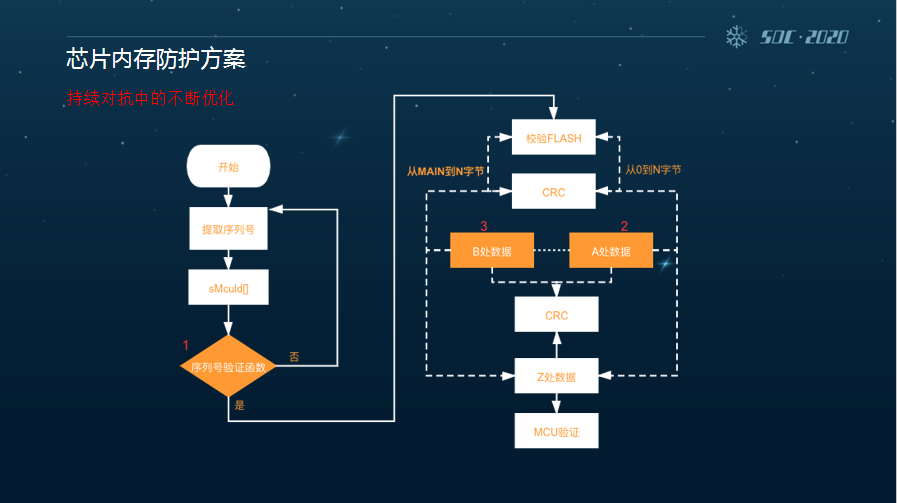 SDC·2020
芯片内存防护方案
持续对抗中的不断优化
开始
提取序列号
sMcuId[]
1
序列号验证函数
否
是
校验FLASH
从MAIN到N字节
从0到N字节
CRC
3
2
B处数据
A处数据
CRC
Z处数据
MCU验证